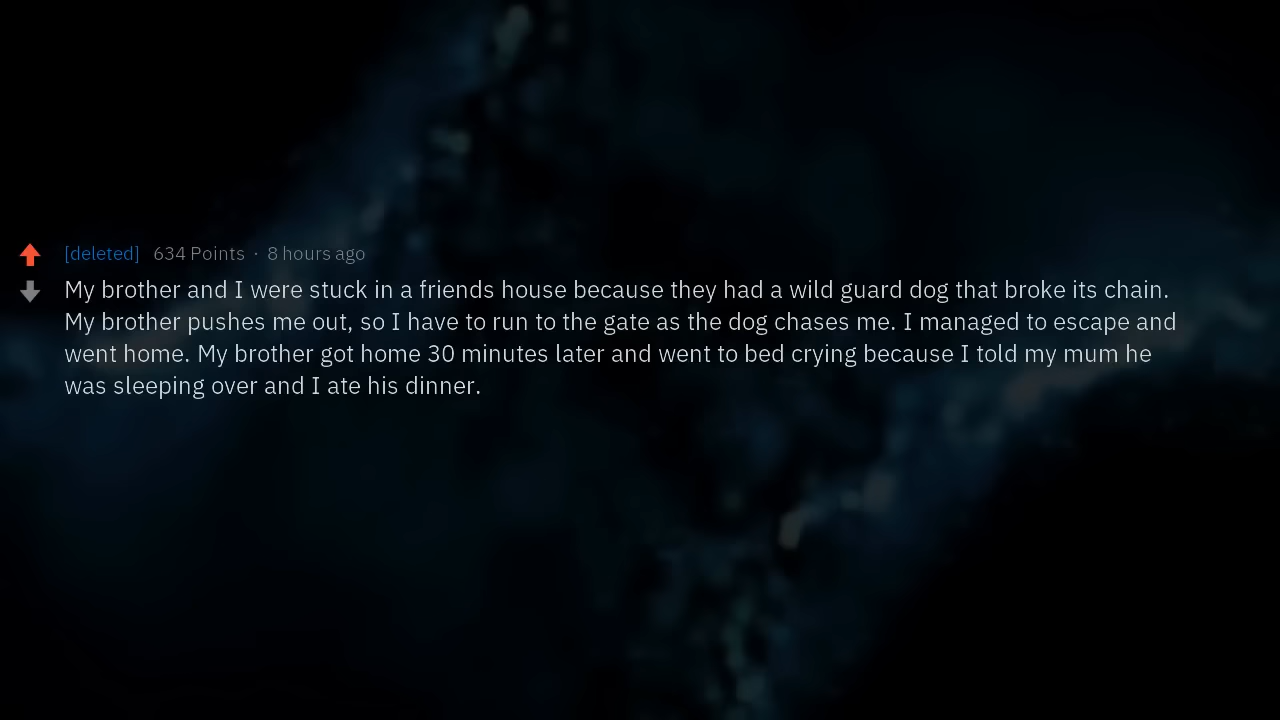 [deleted] 634 Points · 8 hours ago
My brother and I were stuck in a friends house because they had a wild guard dog that broke its chain.
My brother pushes me out, so I have to run to the gate as the dog chases me. I managed to escape and
went home. My brother got home 30 minutes later and went to bed crying because I told my mum he
was sleeping over and I ate his dinner.